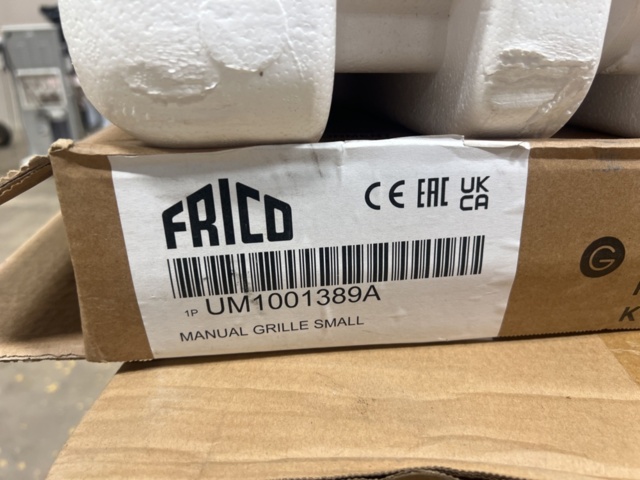 FRICO
CE EAC UK
CA
1P UM1001389A
MANUAL GRILLE SMALL
G
K